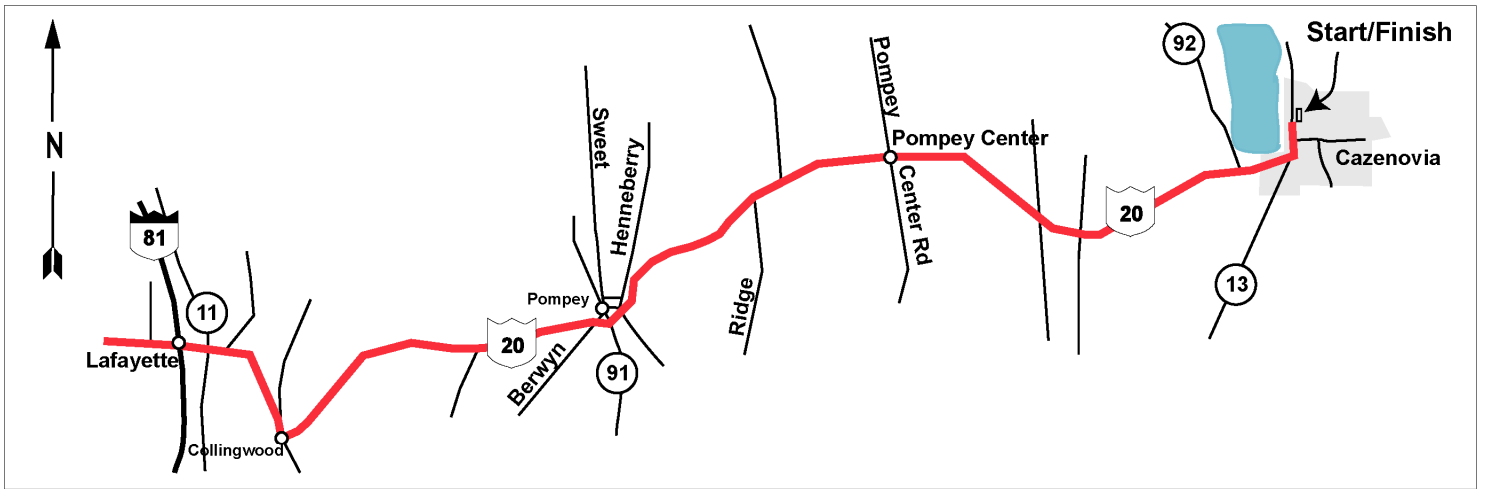 Start/Finish
92
N
Pompey
Pompey Center
Cazenovia
Sweet
Henneberry
Center Rd
20
81
11
13
Ridge
Pompey
20
Lafayette
Berwyn
91
Collingwood